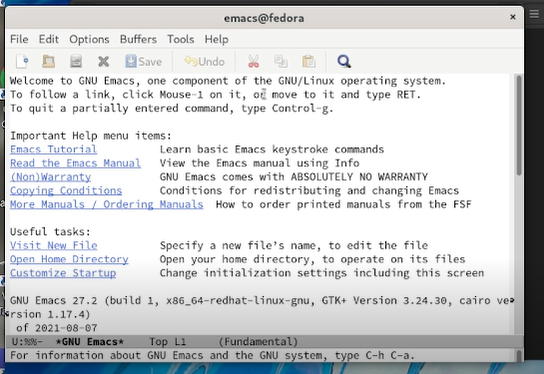 emacs@fedora
File Edit Options Buffers Tools Help
Save Undo
Welcome to GNU Emacs, one component of the GNU/Linux operating system.
To follow a link, click Mouse-1 on it, or move to it and type RET.
To quit a partially entered command, type Control-g.
Important Help menu items:
Emacs Tutorial Learn basic Emacs keystroke commands
Read the Emacs Manual View the Emacs manual using Info
(Non)Warranty GNU Emacs comes with ABSOLUTELY NO WARRANTY
Copying Conditions Conditions for redistributing and changing Emacs
More Manuals / Ordering Manuals How to order printed manuals from the FSF
Useful tasks:
Visit New File Specify a new file’s name, to edit the file
Open Home Directory Open your home directory, to operate on its files
Customize Startup Change initialization settings including this screen
GNU Emacs 27.2 (build 1, x86_64-redhat-linux-gnu, GTK+ Version 3.24.30, cairo ve
rsion 1.17.4)
of 2021-08-07
U:%%- *GNU Emacs* Top L1 (Fundamental)
For information about GNU Emacs and the GNU system, type C-h C-a.